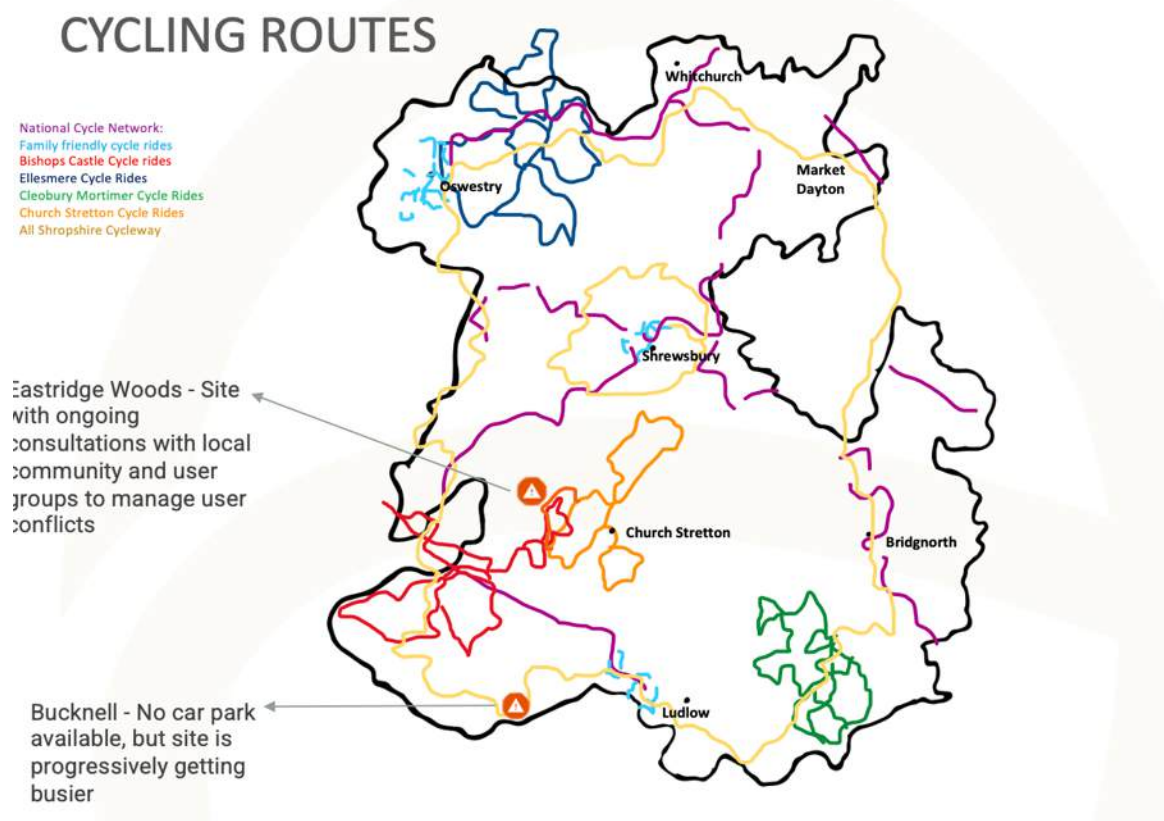 CYCLING ROUTES
National Cycle Network:
Family friendly cycle rides
Bishops Castle Cycle rides
Ellesmere Cycle Rides
Cleobury Mortimer Cycle Rides
Church Stretton Cycle Rides
All Shropshire Cycleway
Whitchurch
Market
Dayton
Oswestry
Shrewsbury
Eastridge Woods - Site
with ongoing
consultations with local
community and user
groups to manage user
conflicts
Church Stretton
Bridgnorth
Bucknell - No car park
available, but site is
progressively getting
busier
Ludlow